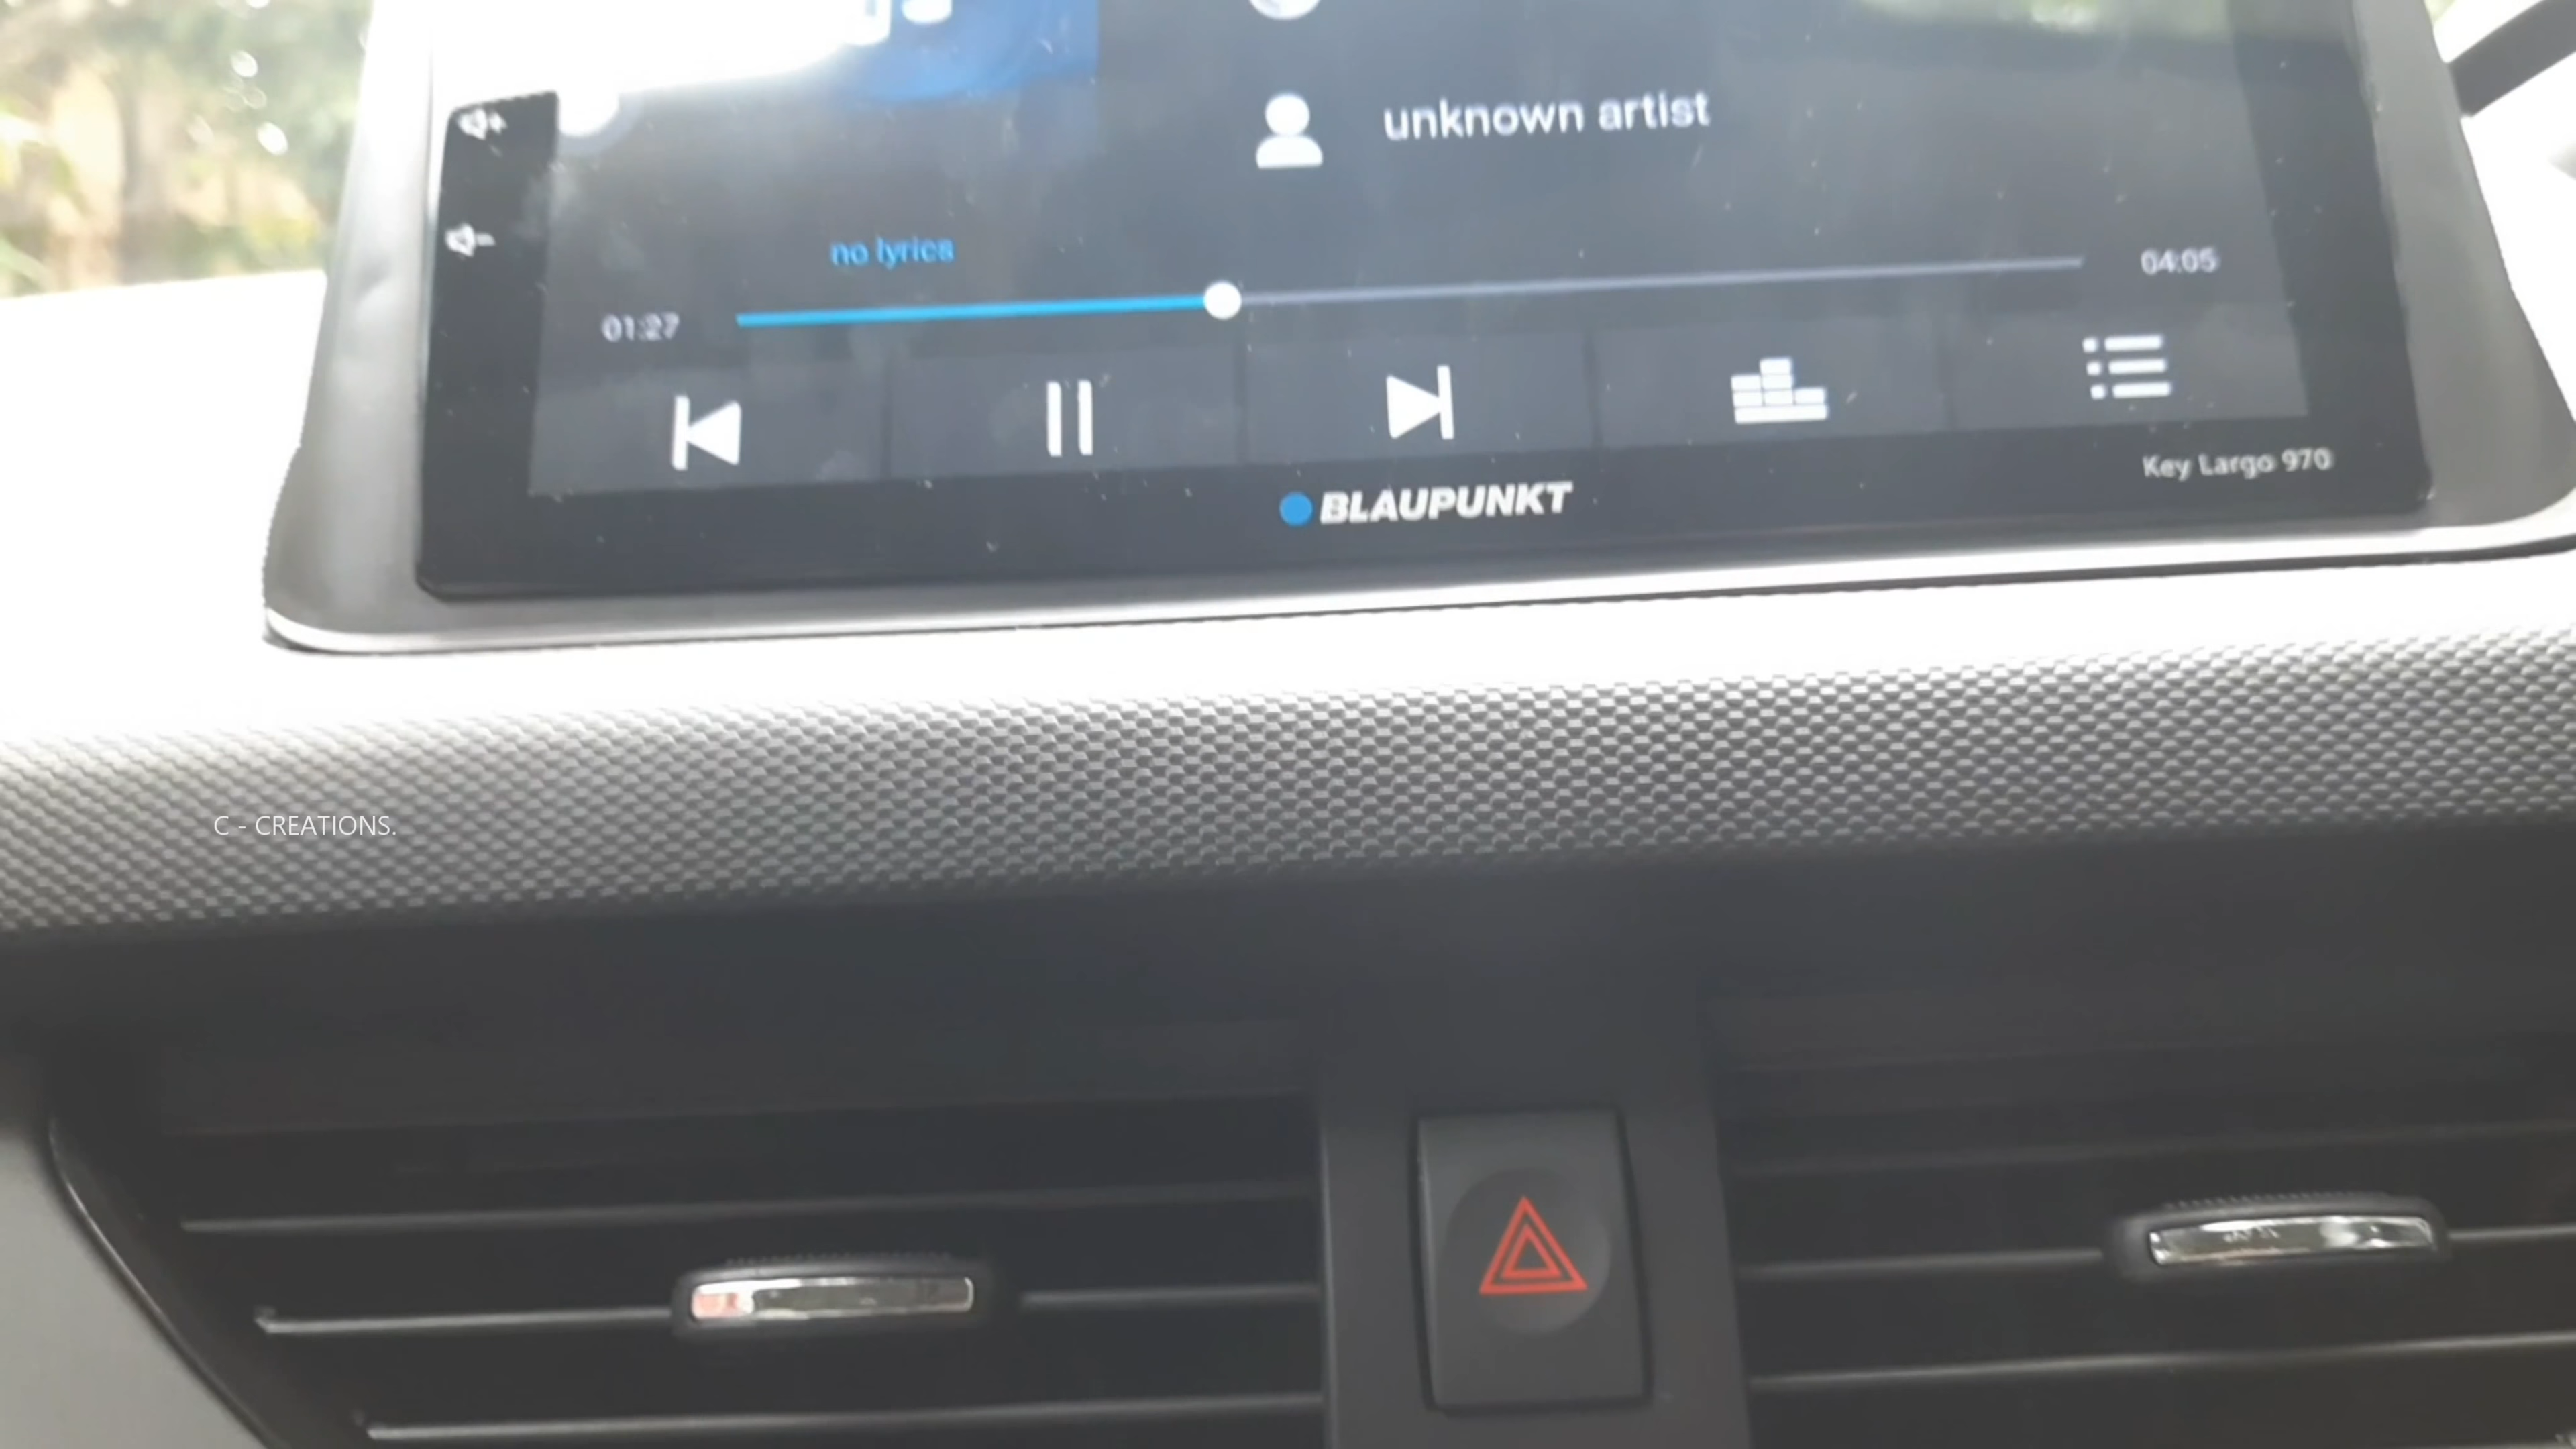 unknown artist
no lyrics
01:27
04:05
Key Largo 970
BLAUPUNKT
C - CREATIONS.